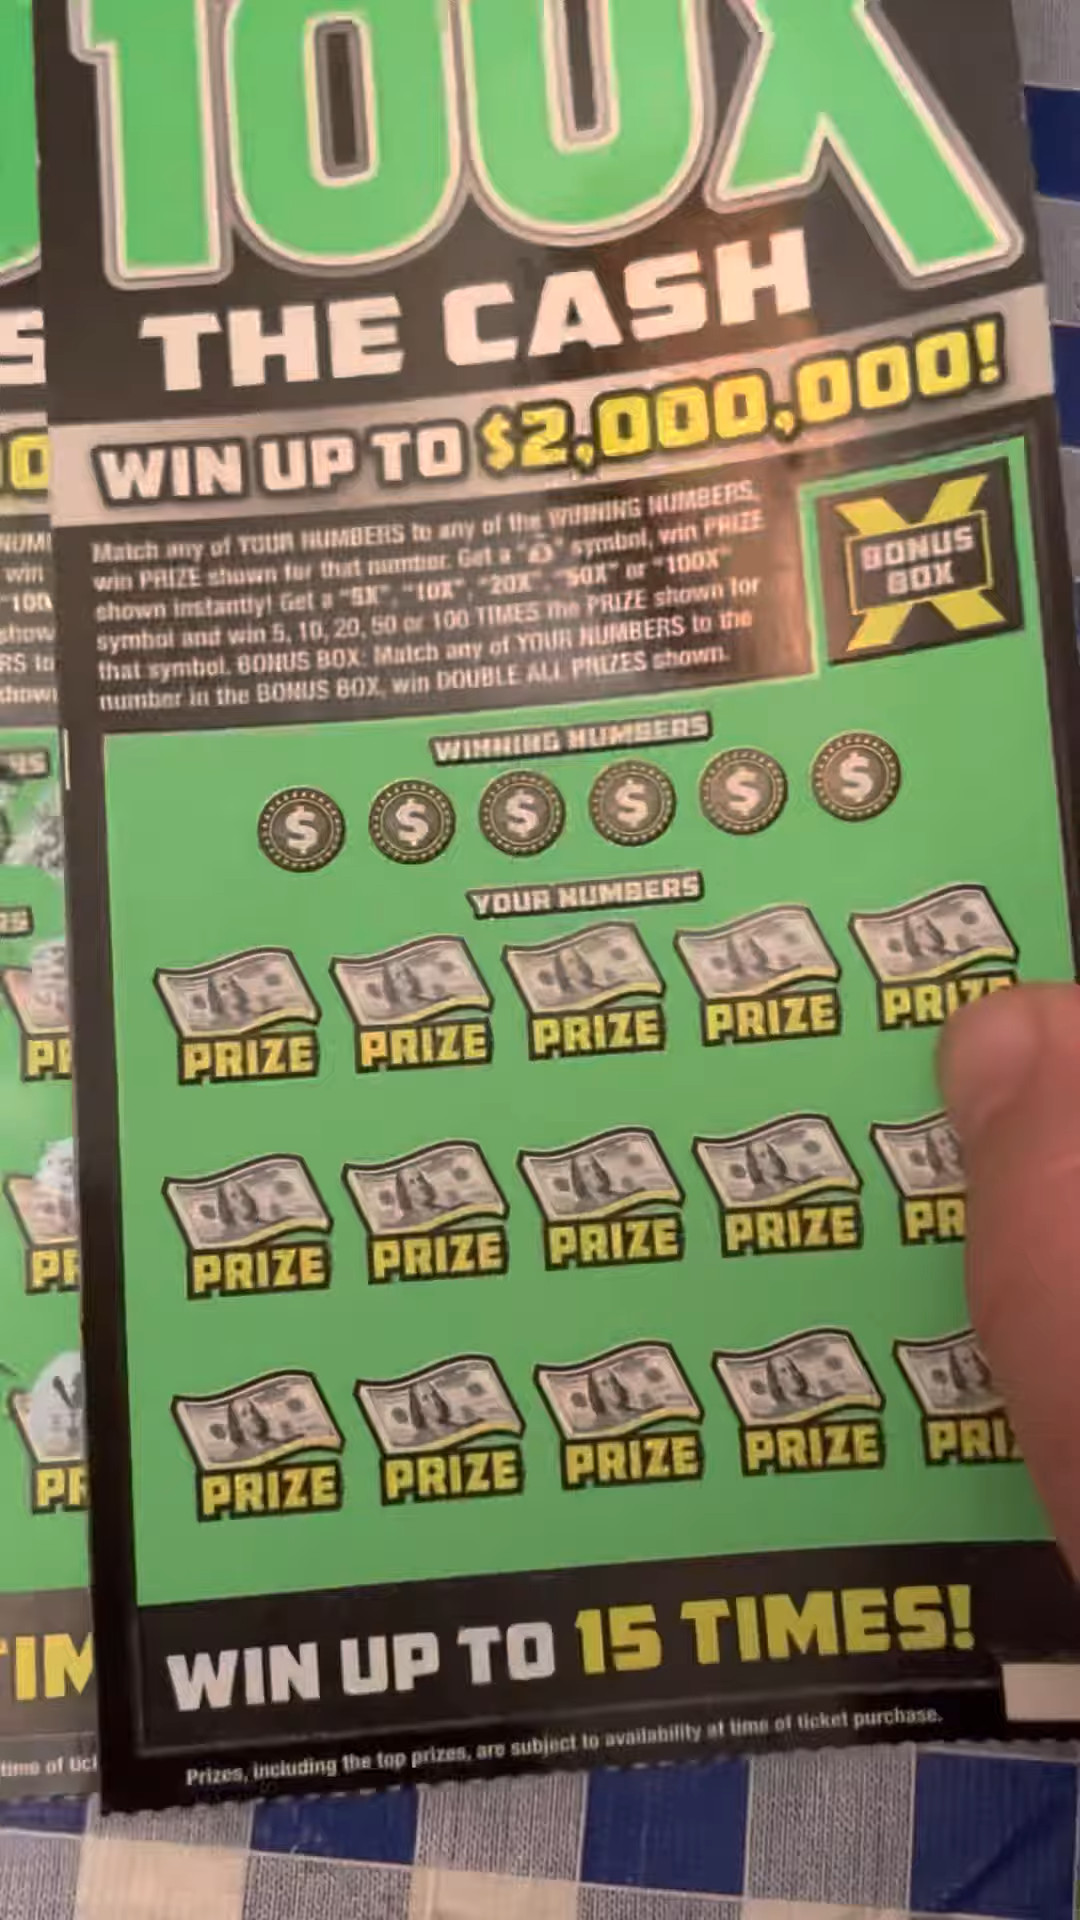 100X
THE CASH
WIN UP TO $2,000,000!
Match any of YOUR NUMBERS to any of the WINNING NUMBERS,
win PRIZE shown for that number. Get a " " symbol, win PRIZE
shown instantly! Get a "5X", "10X", "20X", "50X" or "100X"
symbol and win 5, 10, 20, 50 or 100 TIMES the PRIZE shown for
that symbol. BONUS BOX: Match any of YOUR NUMBERS to the
number in the BONUS BOX, win DOUBLE ALL PRIZES shown.
X
BONUS
BOX
WINNING NUMBERS
$ $ $ $ $ $
YOUR NUMBERS
PRIZE PRIZE PRIZE PRIZE PRIZE
PRIZE PRIZE PRIZE PRIZE PR
PRIZE PRIZE PRIZE PRIZE PRI
WIN UP TO 15 TIMES!
Prizes, including the top prizes, are subject to availability at time of ticket purchase.